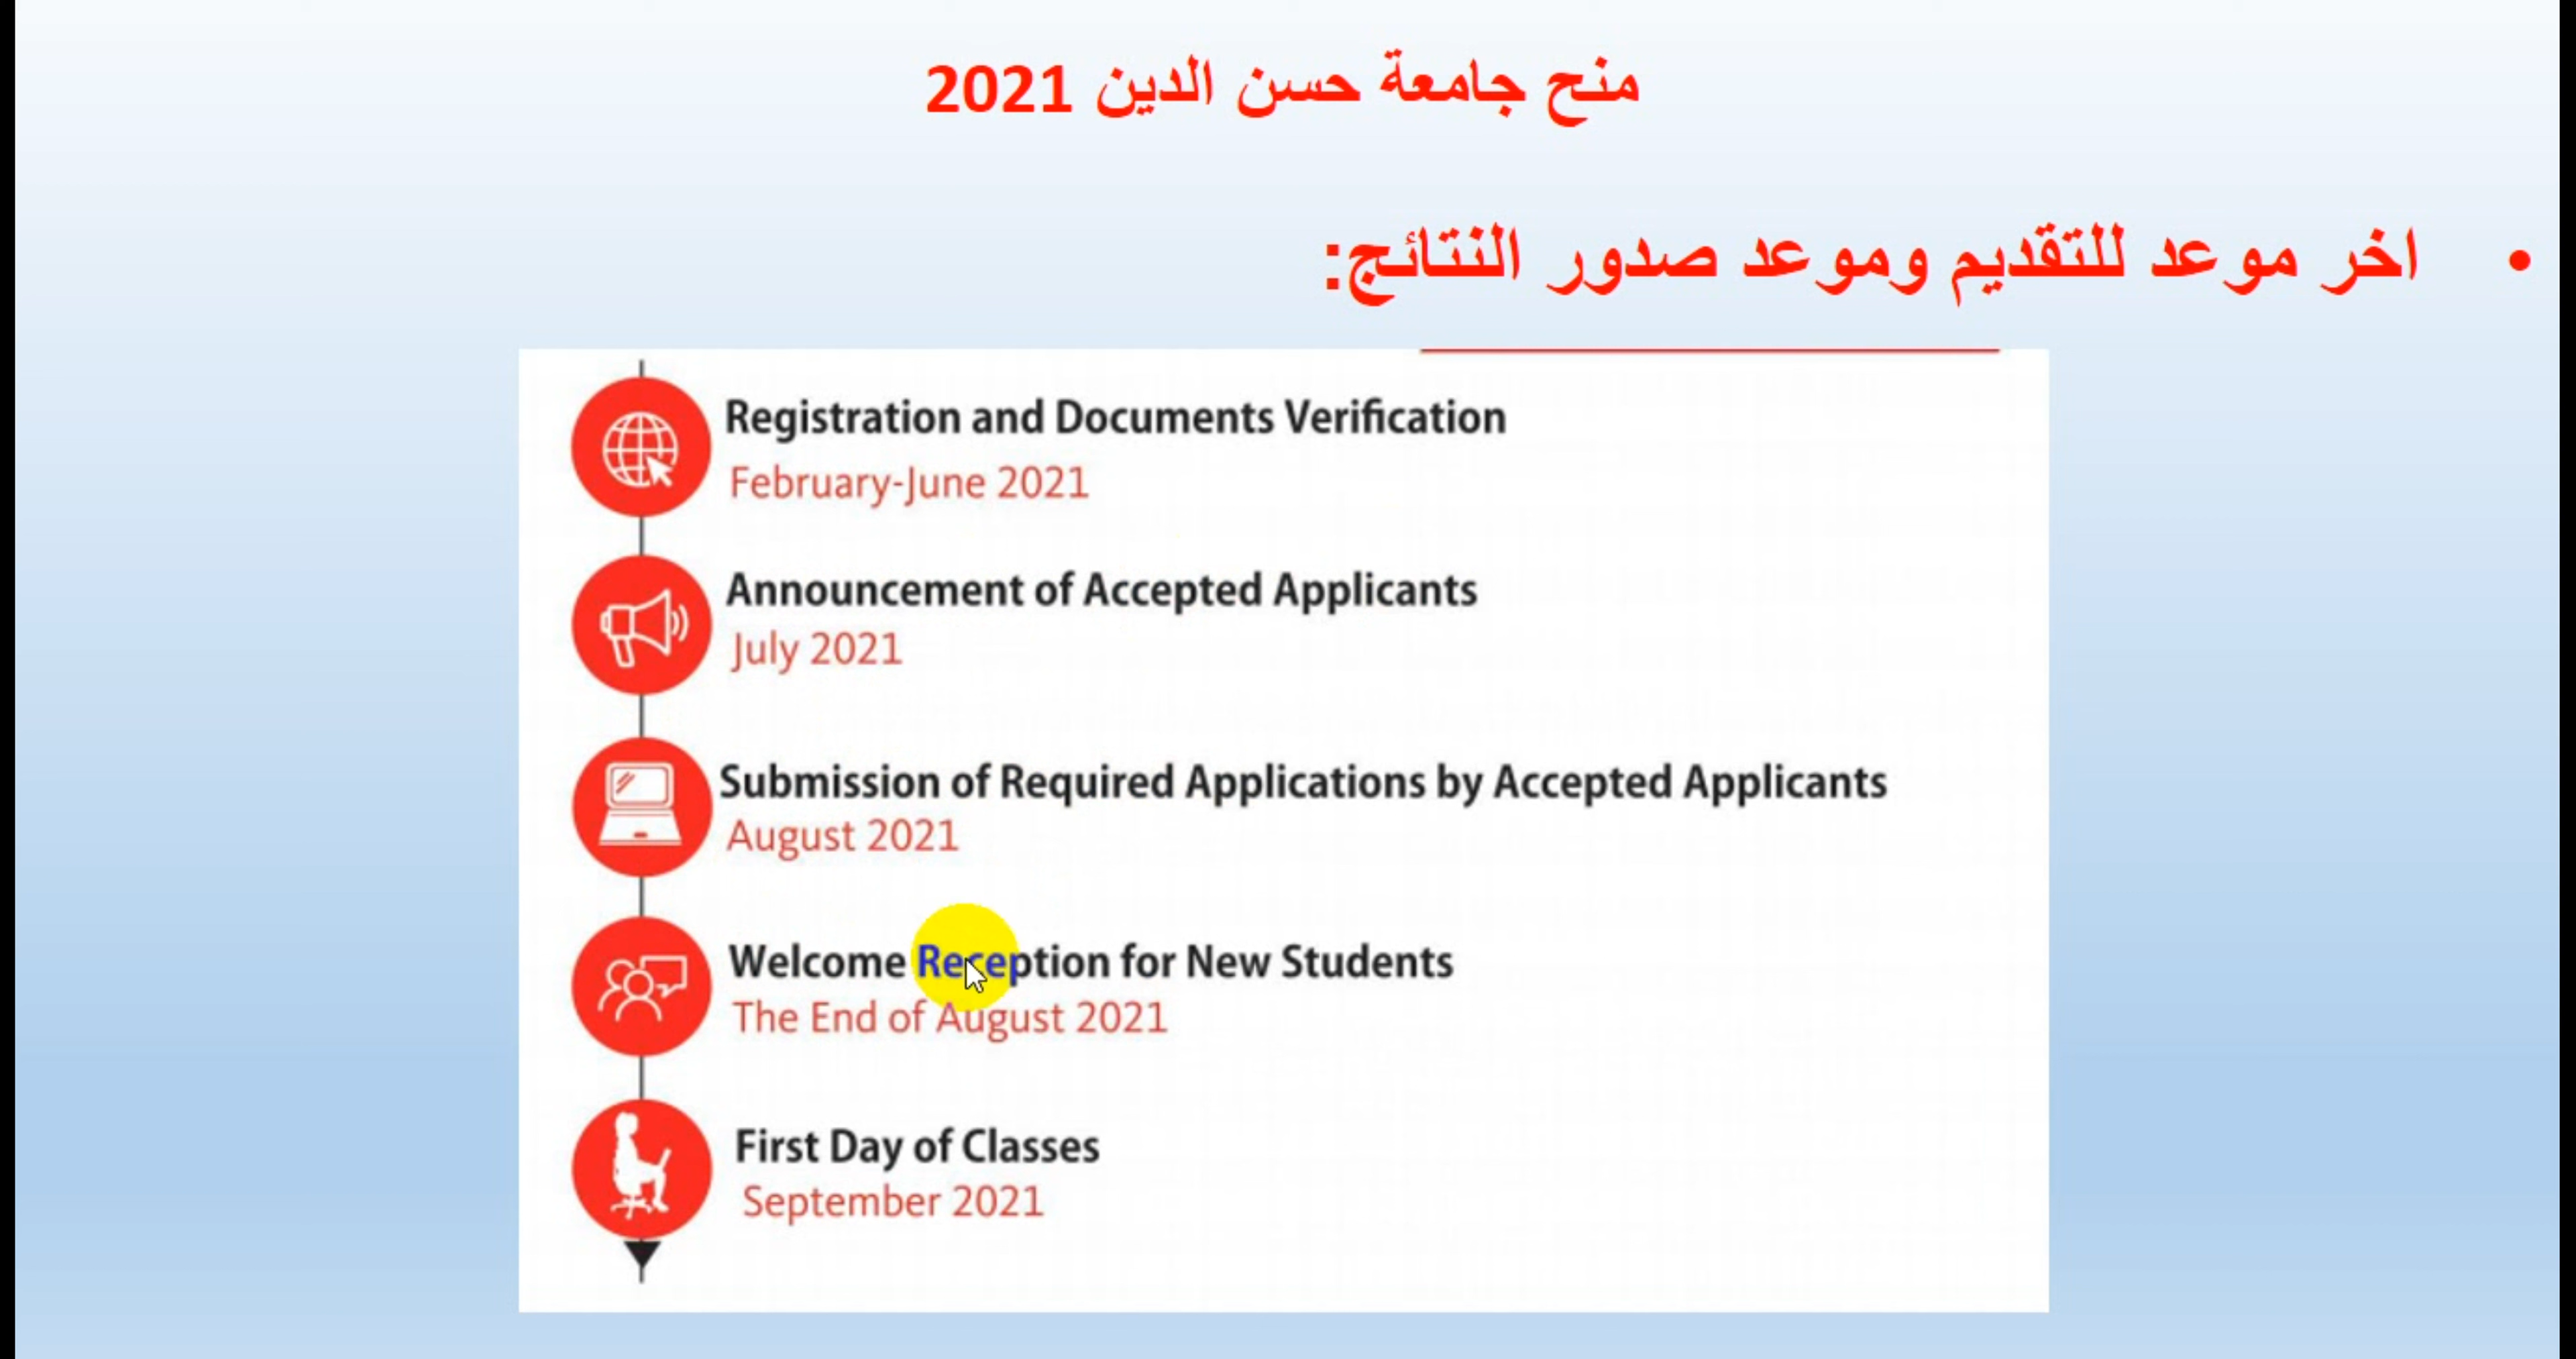 منح جامعة حسن الدين 2021
• اخر موعد للتقديم وموعد صدور النتائج:
Registration and Documents Verification
February-June 2021
Announcement of Accepted Applicants
July 2021
Submission of Required Applications by Accepted Applicants
August 2021
Welcome Reception for New Students
The End of August 2021
First Day of Classes
September 2021